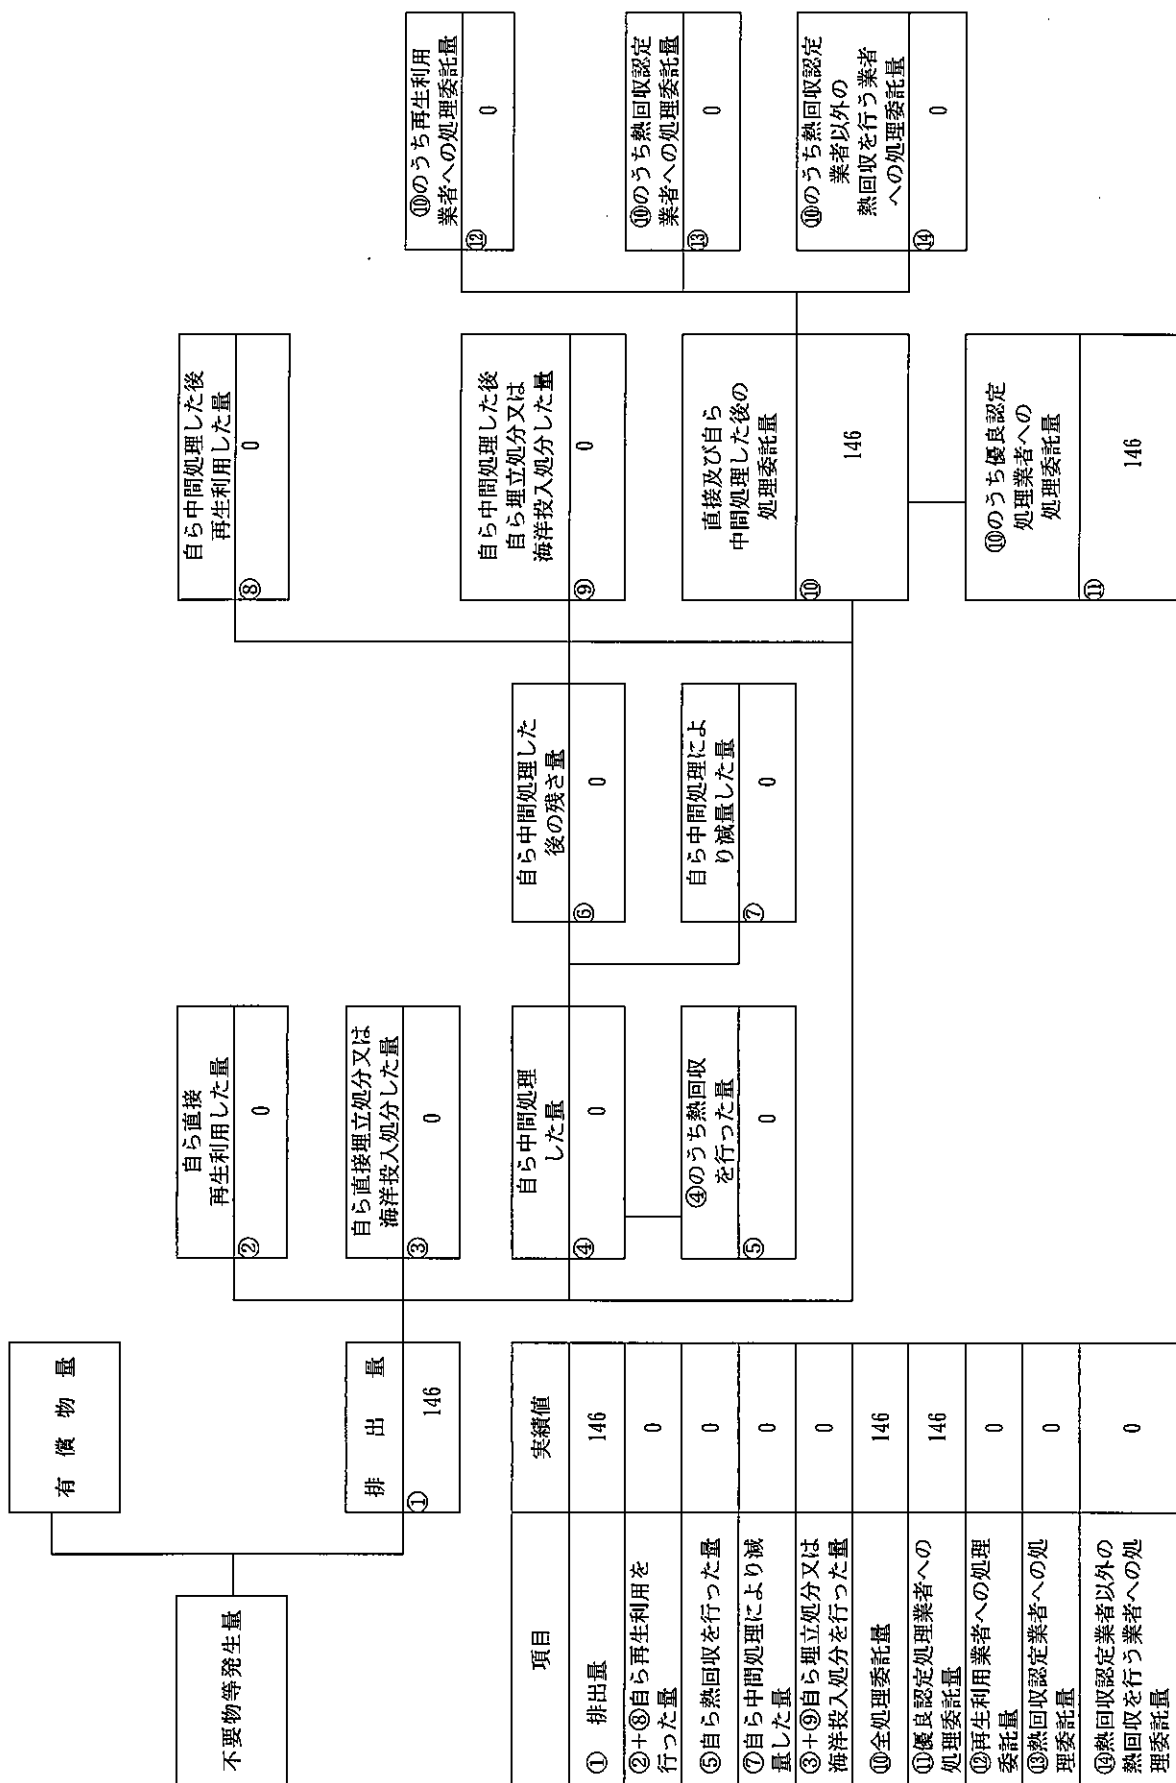 不要物等発生量
有償物量
排出量
①
146
自ら直接
再生利用した量
②
0
自ら直接埋立処分又は
海洋投入処分した量
③
0
自ら中間処理
した量
④
0
④のうち熱回収
を行った量
⑤
0
自ら中間処理した
後の残さ量
⑥
0
自ら中間処理によ
り減量した量
⑦
0
自ら中間処理した後
再生利用した量
⑧
0
自ら中間処理した後
自ら埋立処分又は
海洋投入処分した量
⑨
0
直接及び自ら
中間処理した後の
処理委託量
⑩
146
⑩のうち優良認定
処理業者への
処理委託量
⑪
146
⑩のうち再生利用
業者への処理委託量
⑫
0
⑩のうち熱回収認定
業者への処理委託量
⑬
0
⑩のうち熱回収認定
業者以外の
熱回収を行う業者
への処理委託量
⑭
0
項目 実績値
① 排出量 146
②+⑧自ら再生利用を
行った量 0
⑤自ら熱回収を行った量 0
⑦自ら中間処理により減
量した量 0
③+⑨自ら埋立処分又は
海洋投入処分を行った量 0
⑩全処理委託量 146
⑪優良認定処理業者への
処理委託量 146
⑫再生利用業者への処理
委託量 0
⑬熱回収認定業者への処
理委託量 0
⑭熱回収認定業者以外の
熱回収を行う業者への処
理委託量 0